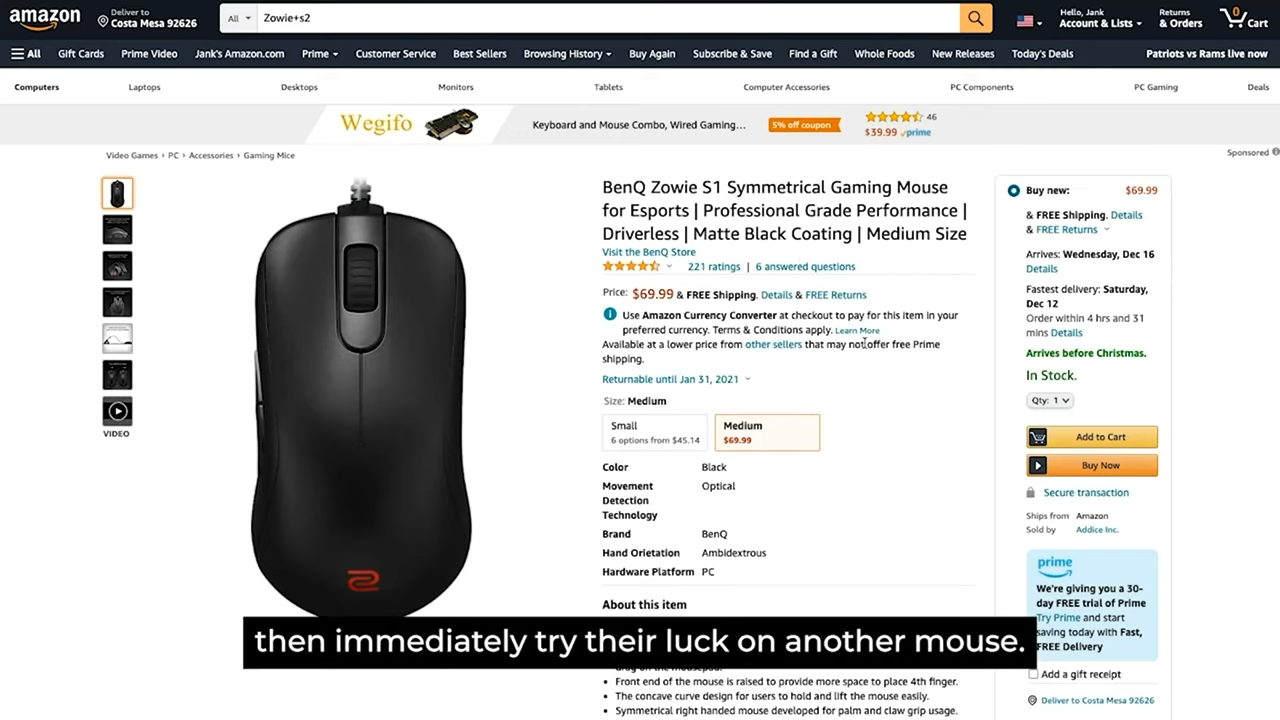 amazon
Deliver to
Costa Mesa 92626
All
Zowie+s2
Hello, Jank
Account & Lists
Returns
& Orders
0
Cart
All
Gift Cards
Prime Video
Jank's Amazon.com
Prime
Customer Service
Best Sellers
Browsing History
Buy Again
Subscribe & Save
Find a Gift
Whole Foods
New Releases
Today's Deals
Patriots vs Rams live now
Computers
Laptops
Desktops
Monitors
Tablets
Computer Accessories
PC Components
PC Gaming
Deals
Wegifo
Keyboard and Mouse Combo, Wired Gaming...
5% off coupon
46
$39.99 prime
Sponsored
Video Games › PC › Accessories › Gaming Mice
VIDEO
BenQ Zowie S1 Symmetrical Gaming Mouse
for Esports | Professional Grade Performance |
Driverless | Matte Black Coating | Medium Size
Visit the BenQ Store
221 ratings | 6 answered questions
Price: $69.99 & FREE Shipping. Details & FREE Returns
Use Amazon Currency Converter at checkout to pay for this item in your
preferred currency. Terms & Conditions apply. Learn More
Available at a lower price from other sellers that may not offer free Prime
shipping.
Returnable until Jan 31, 2021
Size: Medium
Small
6 options from $45.14
Medium
$69.99
Color Black
Movement Optical
Detection
Technology
Brand BenQ
Hand Orietation Ambidextrous
Hardware Platform PC
About this item
drag on the mousepad.
• Front end of the mouse is raised to provide more space to place 4th finger.
• The concave curve design for users to hold and lift the mouse easily.
• Symmetrical right handed mouse developed for palm and claw grip usage.
Buy new: $69.99
& FREE Shipping. Details
& FREE Returns
Arrives: Wednesday, Dec 16
Details
Fastest delivery: Saturday,
Dec 12
Order within 4 hrs and 31
mins Details
Arrives before Christmas.
In Stock.
Qty: 1
Add to Cart
Buy Now
Secure transaction
Ships from Amazon
Sold by Addice Inc.
prime
We're giving you a 30-
day FREE trial of Prime
Try Prime and start
saving today with Fast,
FREE Delivery
Add a gift receipt
Deliver to Costa Mesa 92626
then immediately try their luck on another mouse.